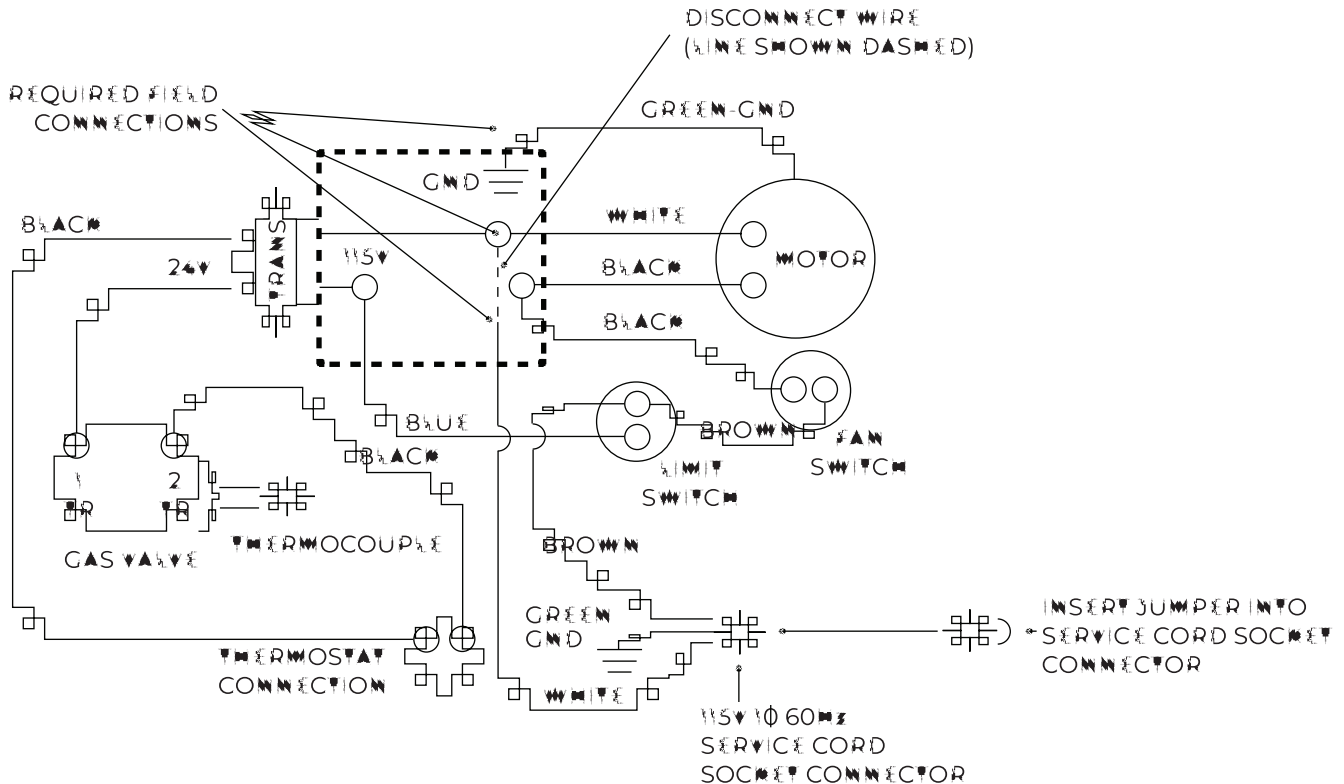 DISCONNECT WIRE
(LINE SHOWN DASHED)
REQUIRED FIELD
CONNECTIONS
GREEN-GND
GND
BLACK
WHITE
TRANS
115V
MOTOR
24V
BLACK
BLACK
BLUE
BROWN
FAN
SWITCH
BLACK
LIMIT
SWITCH
1
2
TR
TR
THERMOCOUPLE
BROWN
GAS VALVE
GREEN
GND
INSERT JUMPER INTO
SERVICE CORD SOCKET
CONNECTOR
THERMOSTAT
CONNECTION
WHITE
115V 1Ø 60Hz
SERVICE CORD
SOCKET CONNECTOR